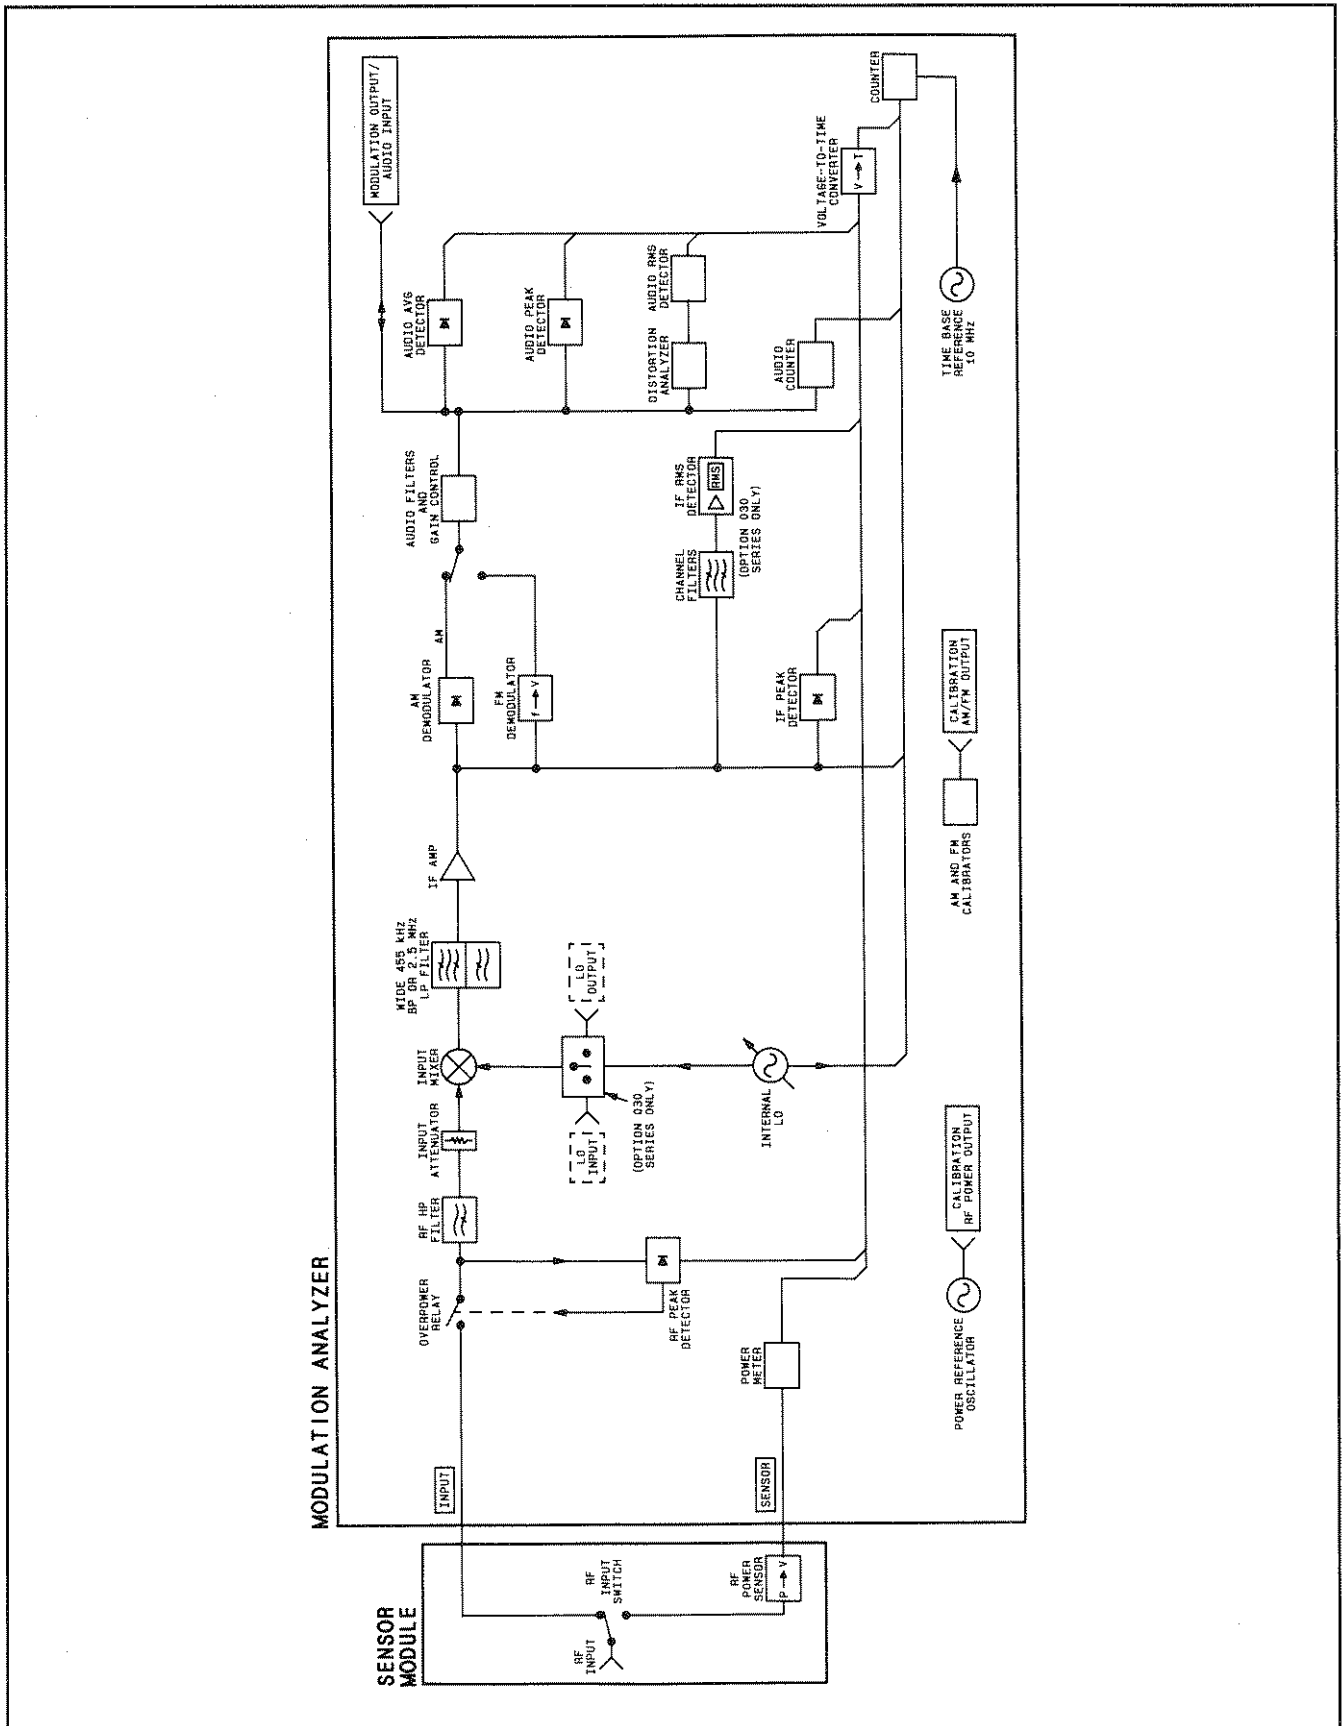 MODULATION ANALYZER
SENSOR
MODULE
RF
INPUT
RF
INPUT
SWITCH
RF
POWER
SENSOR
P→V
INPUT
SENSOR
OVERPOWER
RELAY
RF HP
FILTER
INPUT
ATTENUATOR
INPUT
MIXER
WIDE 455 kHz
BP OR 2.5 MHz
LP FILTER
IF AMP
AM
DEMODULATOR
AM
FM
DEMODULATOR
f→V
AUDIO FILTERS
AND
GAIN CONTROL
MODULATION OUTPUT/
AUDIO INPUT
AUDIO AVG
DETECTOR
AUDIO PEAK
DETECTOR
DISTORTION
ANALYZER
AUDIO RMS
DETECTOR
AUDIO
COUNTER
VOLTAGE-TO-TIME
CONVERTER
V→T
COUNTER
RF PEAK
DETECTOR
POWER
METER
LO
INPUT
LO
OUTPUT
(OPTION 030
SERIES ONLY)
INTERNAL
LO
CHANNEL
FILTERS
IF RMS
DETECTOR
RMS
(OPTION 030
SERIES ONLY)
IF PEAK
DETECTOR
POWER REFERENCE
OSCILLATOR
CALIBRATION
RF POWER OUTPUT
AM AND FM
CALIBRATORS
CALIBRATION
AM/FM OUTPUT
TIME BASE
REFERENCE
10 MHz